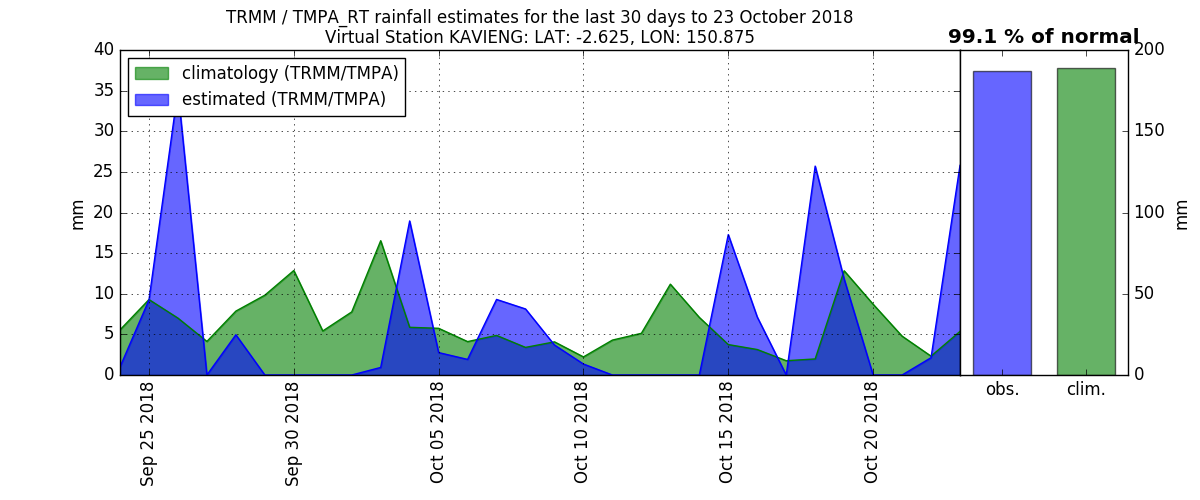 TRMM / TMPA_RT rainfall estimates for the last 30 days to 23 October 2018
Virtual Station KAVIENG: LAT: -2.625, LON: 150.875
99.1 % of normal
climatology (TRMM/TMPA)
estimated (TRMM/TMPA)
40
35
30
25
20
15
10
5
0
mm
200
150
100
50
0
mm
Sep 25 2018
Sep 30 2018
Oct 05 2018
Oct 10 2018
Oct 15 2018
Oct 20 2018
obs.
clim.